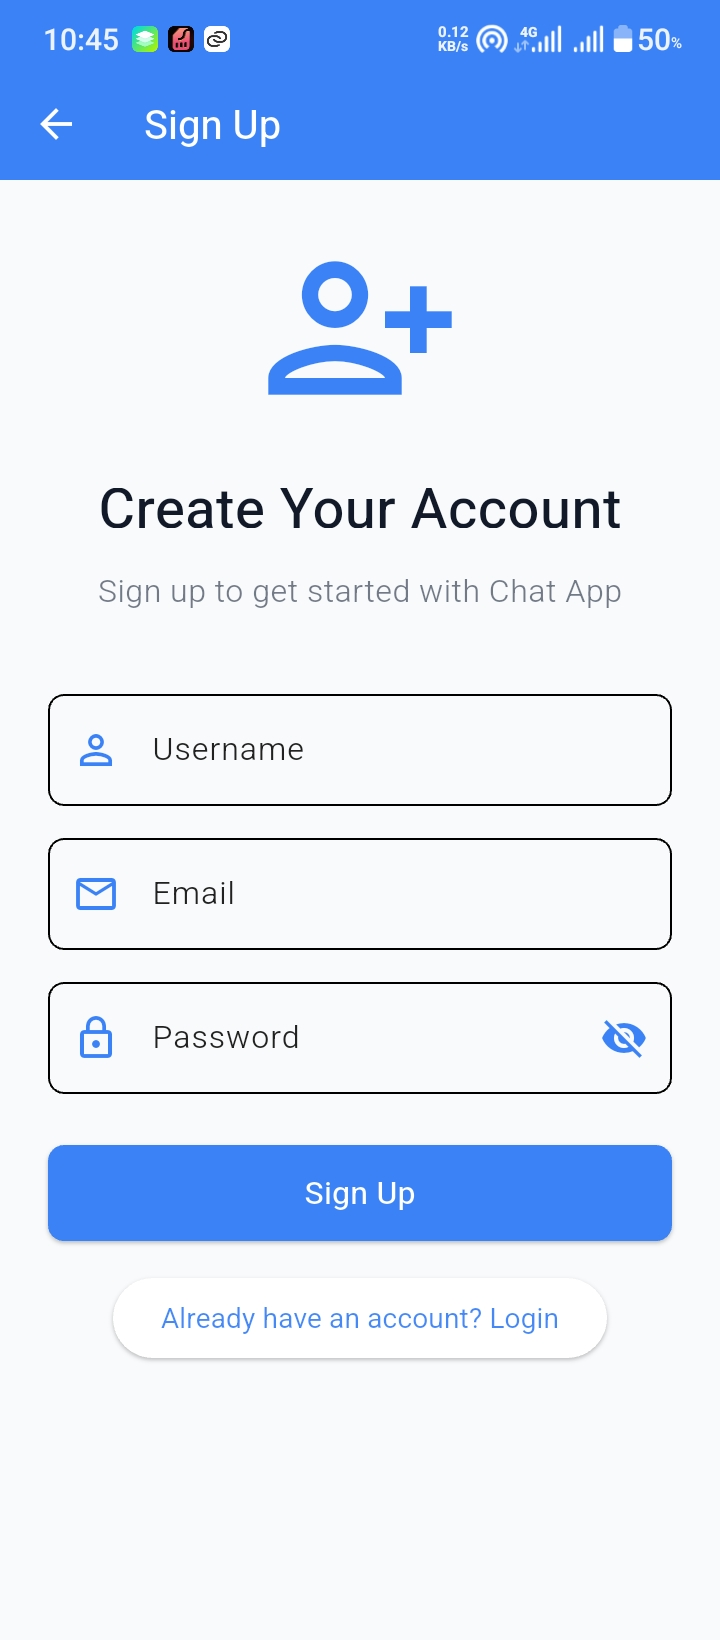 10:45
0.12 KB/s 4G 50%
Sign Up
Create Your Account
Sign up to get started with Chat App
Username
Email
Password
Sign Up
Already have an account? Login